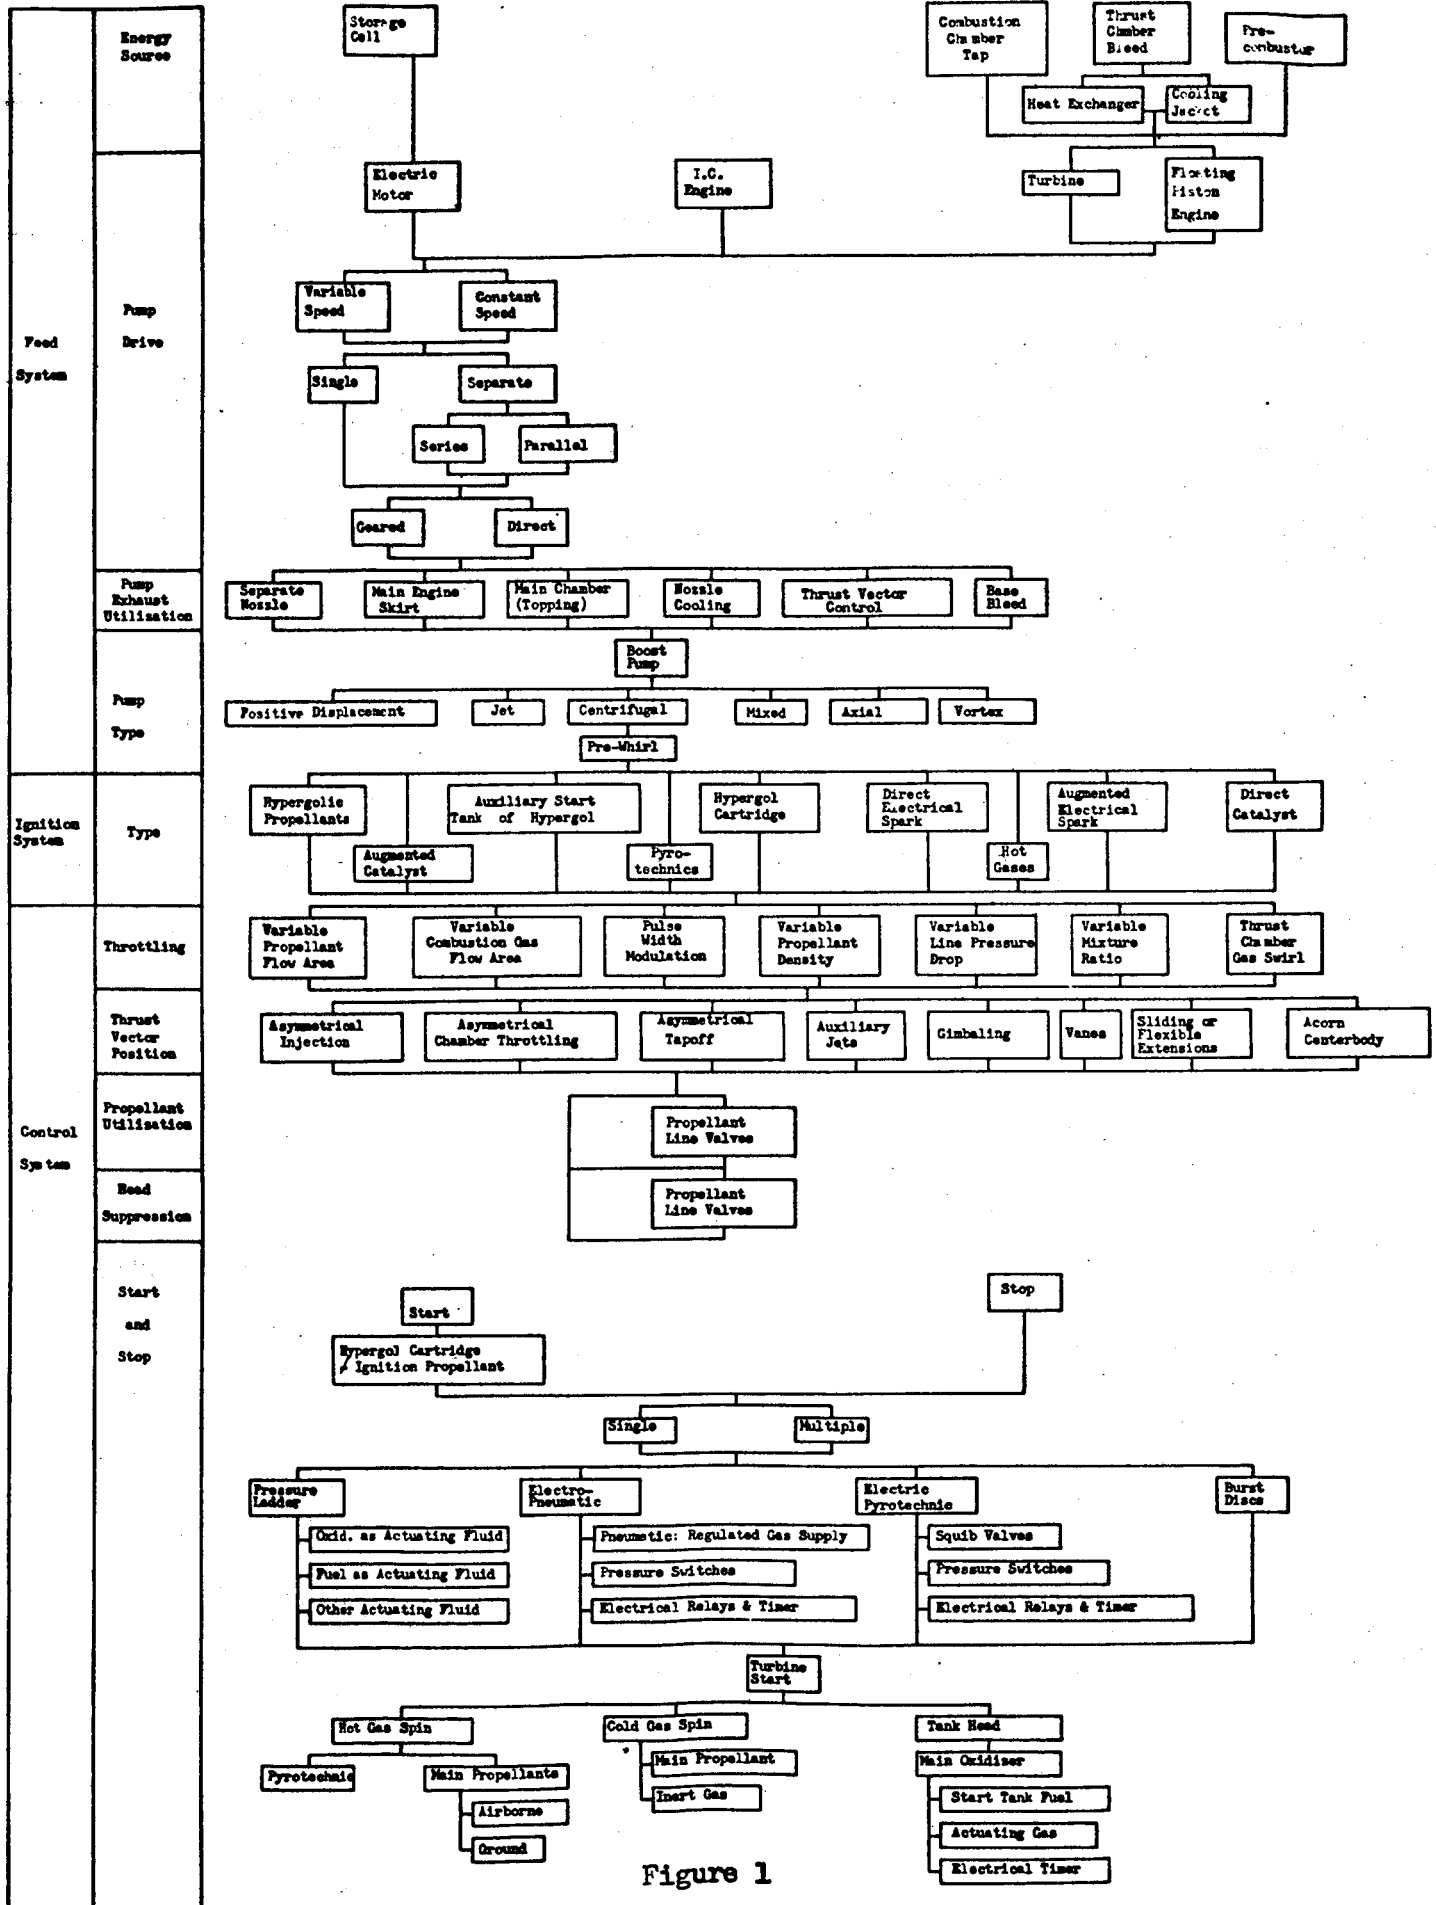 Energy
Source
Storage
Cell
Combustion
Chamber
Tap
Thrust
Chamber
Bleed
Pre-
combustor
Heat Exchanger
Cooling
Jacket
Feed
System
Pump
Drive
Electric
Motor
I.C.
Engine
Turbine
Floating
Piston
Engine
Variable
Speed
Constant
Speed
Single
Separate
Series
Parallel
Geared
Direct
Pump
Exhaust
Utilization
Separate
Nozzle
Main Engine
Skirt
Main Chamber
(Topping)
Nozzle
Cooling
Thrust Vector
Control
Base
Bleed
Pump
Type
Boost
Pump
Positive Displacement
Jet
Centrifugal
Mixed
Axial
Vortex
Pre-Whirl
Ignition
System
Type
Hypergolic
Propellants
Auxiliary Start
Tank of Hypergol
Hypergol
Cartridge
Direct
Electrical
Spark
Augmented
Electrical
Spark
Direct
Catalyst
Augmented
Catalyst
Pyro-
technics
Hot
Gases
Control
System
Throttling
Variable
Propellant
Flow Area
Variable
Combustion Gas
Flow Area
Pulse
Width
Modulation
Variable
Propellant
Density
Variable
Line Pressure
Drop
Variable
Mixture
Ratio
Thrust
Chamber
Gas Swirl
Thrust
Vector
Position
Asymmetrical
Injection
Asymmetrical
Chamber Throttling
Asymmetrical
Tapoff
Auxiliary
Jets
Gimbaling
Vanes
Sliding or
Flexible
Extensions
Acorn
Centerbody
Propellant
Utilization
Propellant
Line Valves
Head
Suppression
Propellant
Line Valves
Start
and
Stop
Start
Stop
Hypergol Cartridge
Ignition Propellant
Single
Multiple
Pressure
Ladder
Electro-
Pneumatic
Electric
Pyrotechnic
Burst
Discs
Oxid. as Actuating Fluid
Fuel as Actuating Fluid
Other Actuating Fluid
Pneumatic: Regulated Gas Supply
Pressure Switches
Electrical Relays & Timer
Squib Valves
Pressure Switches
Electrical Relays & Timer
Turbine
Start
Hot Gas Spin
Cold Gas Spin
Tank Head
Pyrotechnic
Main Propellants
Airborne
Ground
Main Propellant
Inert Gas
Main Oxidizer
Start Tank Fuel
Actuating Gas
Electrical Timer
Figure 1